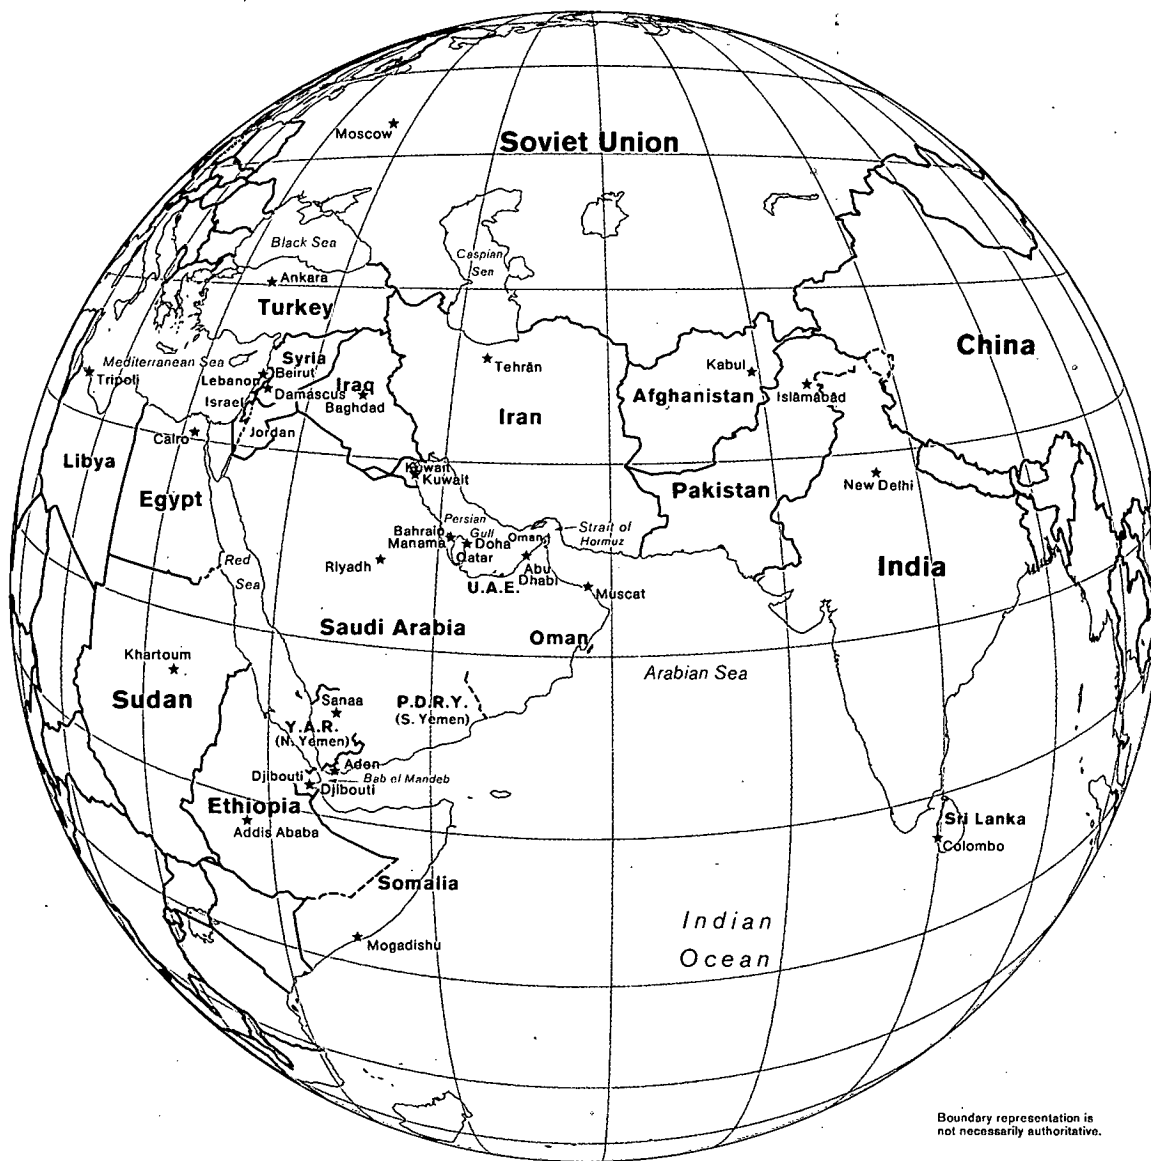 Moscow
Soviet Union
Black Sea
Caspian
Sea
Ankara
Turkey
Mediterranean Sea
Tripoli
Syria
Lebanon
Beirut
Israel
Damascus
Iraq
Baghdad
Tehrān
Iran
Kabul
Afghanistan
Islāmābād
China
Cairo
Jordan
Libya
Egypt
Kuwait
Kuwait
Pakistan
New Delhi
Persian
Gulf
Bahrain
Manama
Doha
Qatar
Oman
Strait of
Hormuz
Riyadh
Abu
Dhabi
U.A.E.
Muscat
India
Red
Sea
Saudi Arabia
Oman
Arabian Sea
Khartoum
Sudan
Sanaa
P.D.R.Y.
(S. Yemen)
Y.A.R.
(N. Yemen)
Aden
Bab el Mandeb
Djibouti
Djibouti
Ethiopia
Addis Ababa
Sri Lanka
Colombo
Somalia
Mogadishu
Indian
Ocean
Boundary representation is
not necessarily authoritative.